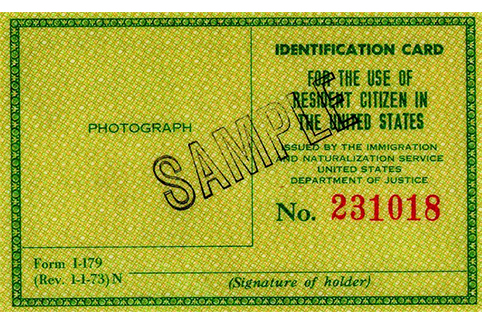 PHOTOGRAPH
SAMPLE
IDENTIFICATION CARD
FOR THE USE OF
RESIDENT CITIZEN IN
THE UNITED STATES
ISSUED BY THE IMMIGRATION
AND NATURALIZATION SERVICE
UNITED STATES
DEPARTMENT OF JUSTICE
No. 231018
Form I-179
(Rev. 1-1-73) N
(Signature of holder)